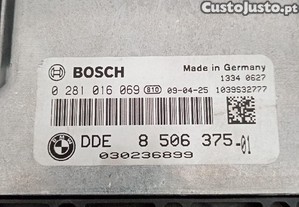 CustoJusto.pt
BOSCH
Made in Germany
1334 0627
0 281 016 069 S10 09-04-25 1039S32777
DDE 8 506 375-01
030236899